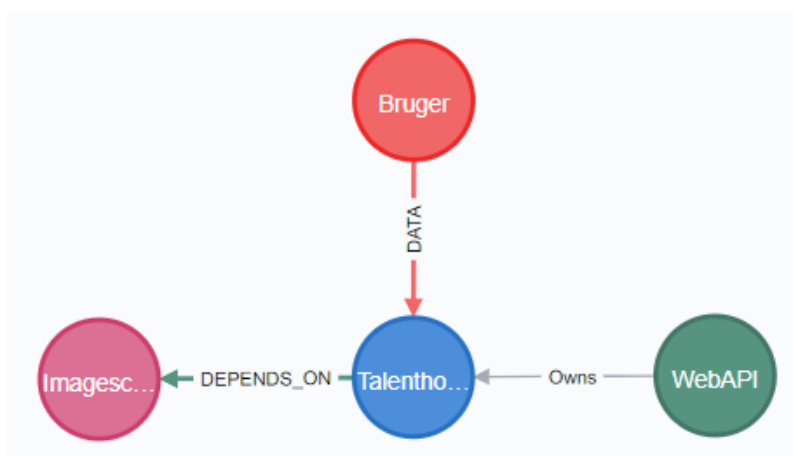 Bruger
DATA
Imagesc...
DEPENDS_ON
Talentho...
Owns
WebAPI